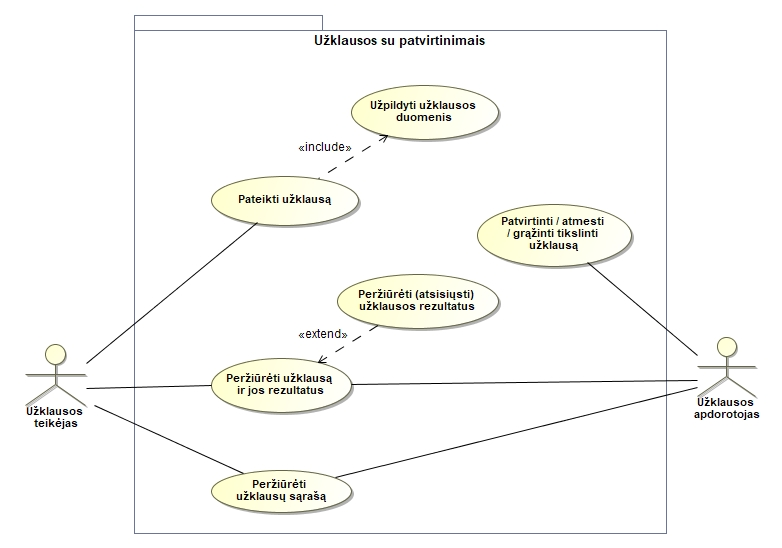 Užklausos su patvirtinimais
Užpildyti užklausos
duomenis
«include»
Pateikti užklausą
Patvirtinti / atmesti
/ grąžinti tikslinti
užklausą
Peržiūrėti (atsisiųsti)
užklausos rezultatus
«extend»
Peržiūrėti užklausą
ir jos rezultatus
Užklausos
teikėjas
Užklausos
apdorotojas
Peržiūrėti
užklausų sąrašą